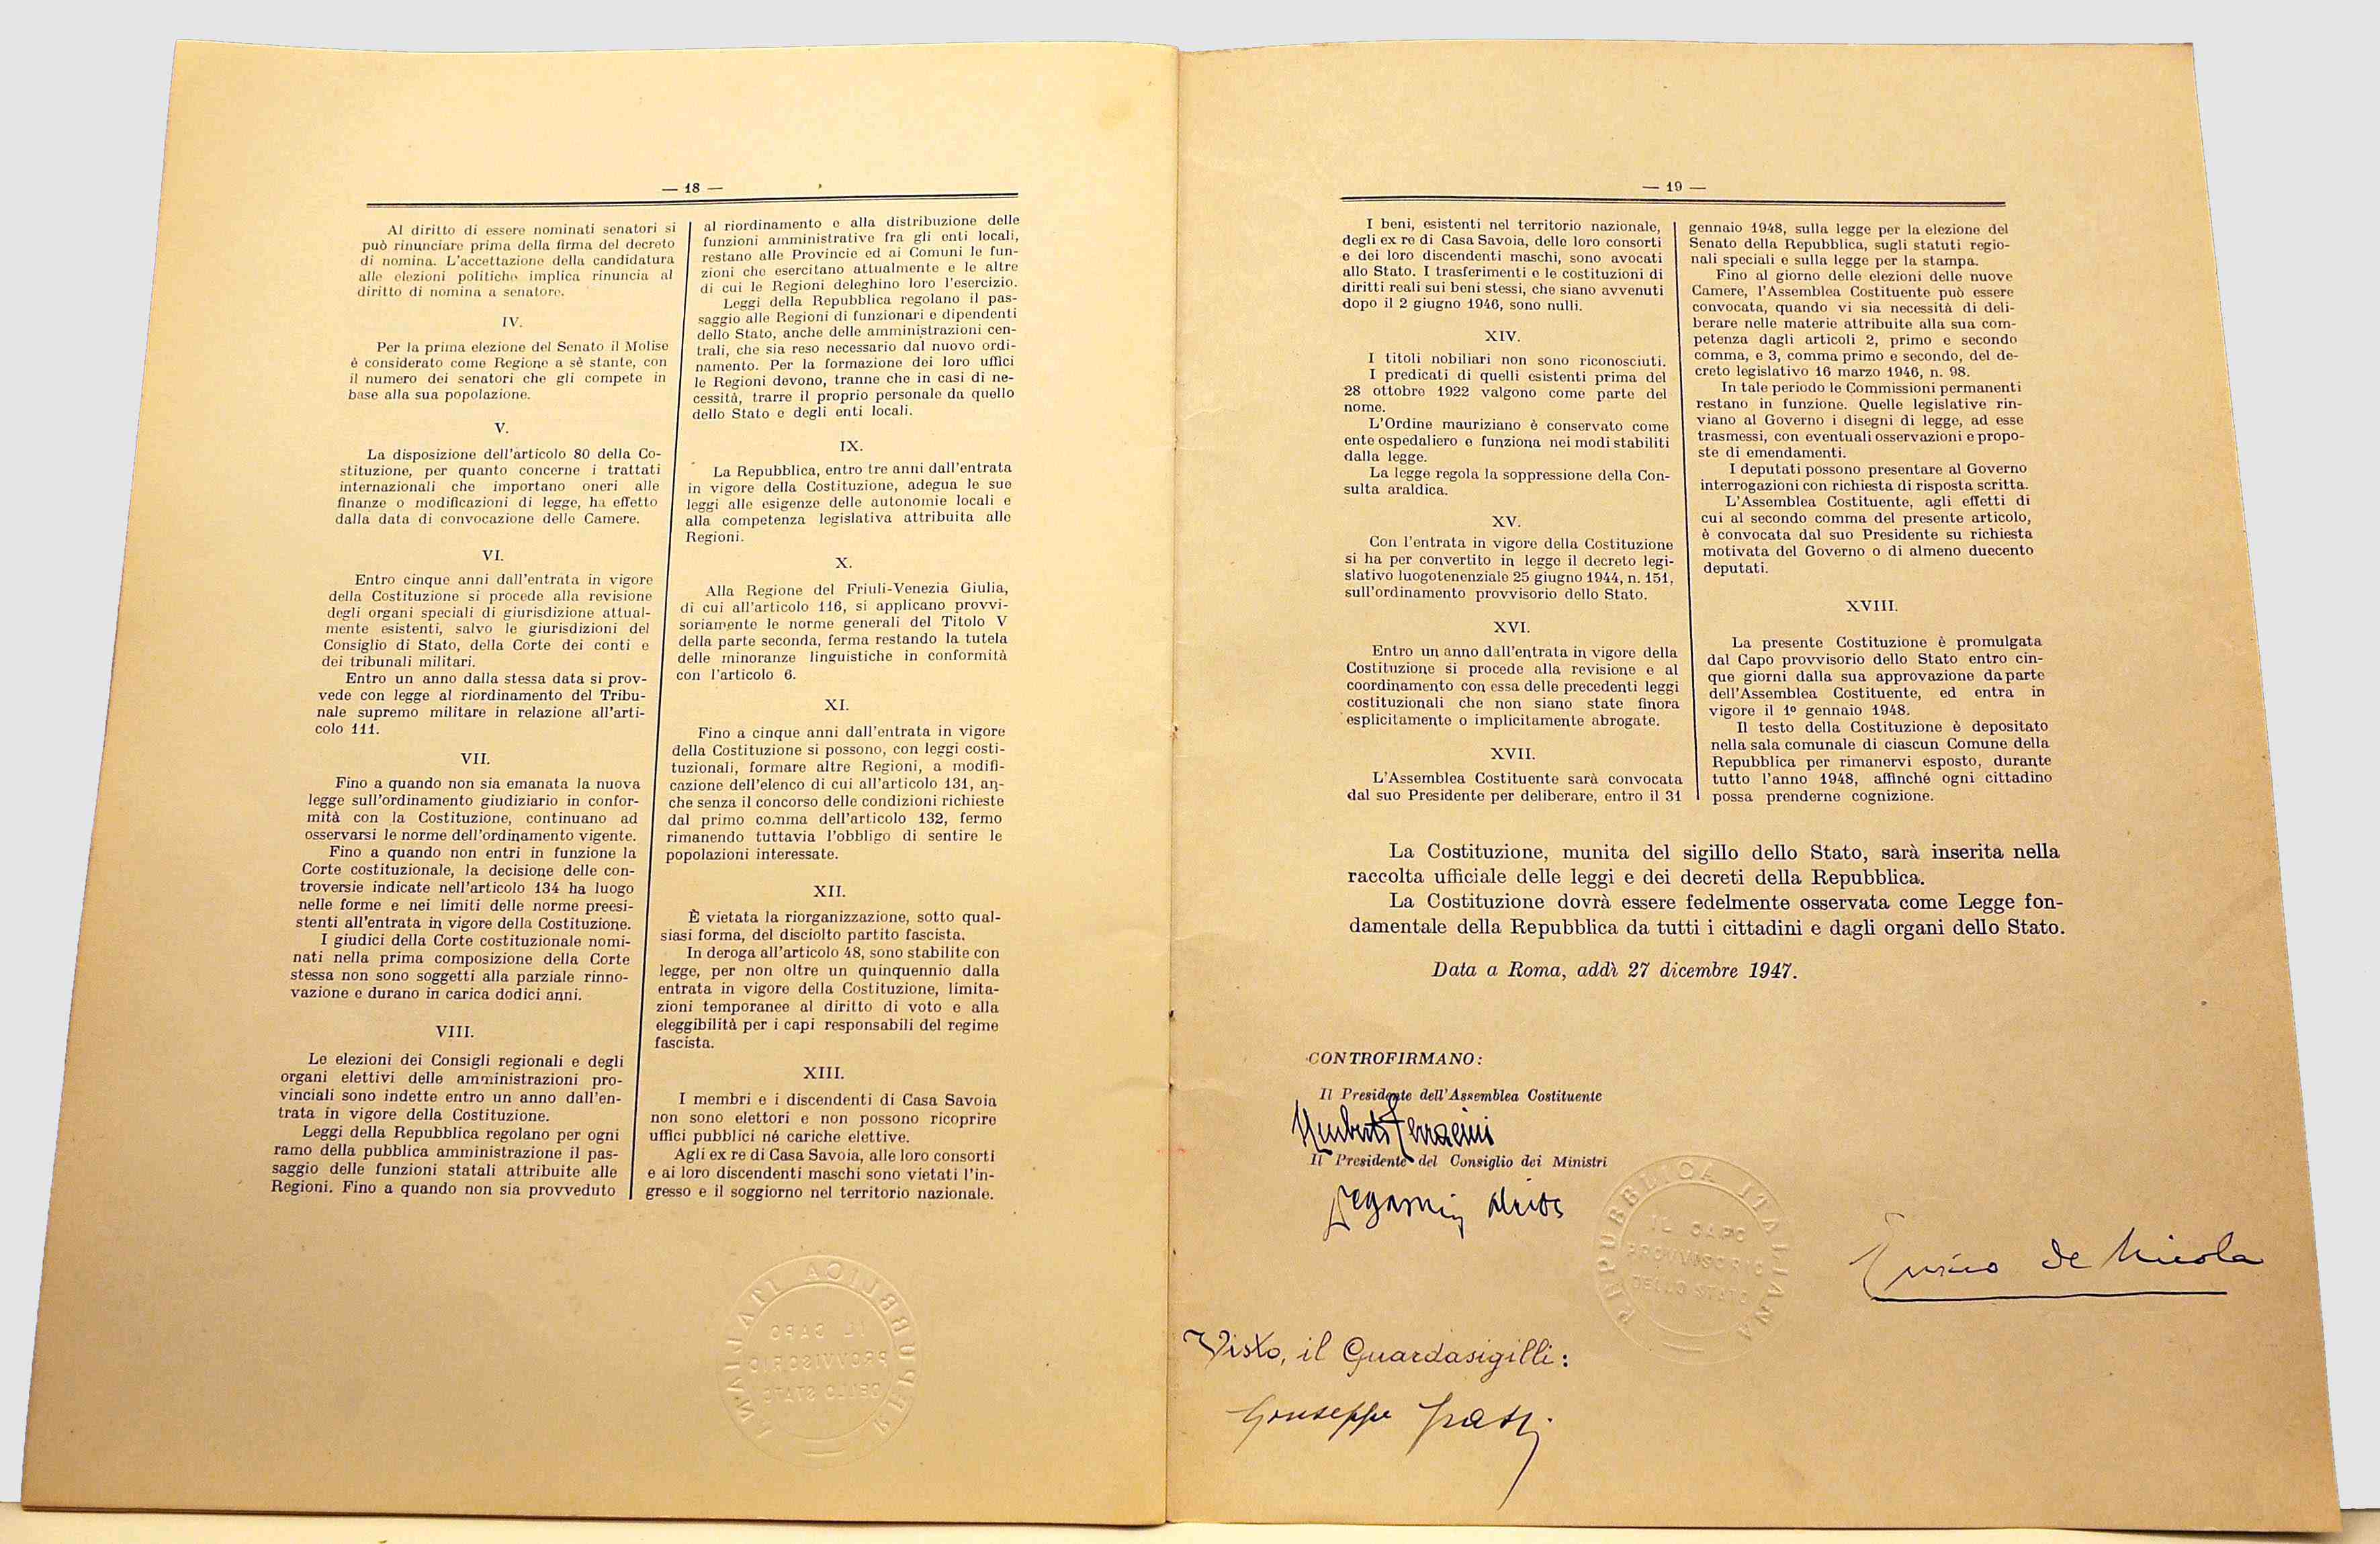 — 18 —
Al diritto di essere nominati senatori si
può rinunciare prima della firma del decreto
di nomina. L'accettazione della candidatura
alle elezioni politiche implica rinuncia al
diritto di nomina a senatore.
IV.
Per la prima elezione del Senato il Molise
è considerato come Regione a sè stante, con
il numero dei senatori che gli compete in
base alla sua popolazione.
V.
La disposizione dell'articolo 80 della Co-
stituzione, per quanto concerne i trattati
internazionali che importano oneri alle
finanze o modificazioni di legge, ha effetto
dalla data di convocazione delle Camere.
VI.
Entro cinque anni dall'entrata in vigore
della Costituzione si procede alla revisione
degli organi speciali di giurisdizione attual-
mente esistenti, salvo le giurisdizioni del
Consiglio di Stato, della Corte dei conti e
dei tribunali militari.
Entro un anno dalla stessa data si prov-
vede con legge al riordinamento del Tribu-
nale supremo militare in relazione all'arti-
colo 111.
VII.
Fino a quando non sia emanata la nuova
legge sull'ordinamento giudiziario in confor-
mità con la Costituzione, continuano ad
osservarsi le norme dell'ordinamento vigente.
Fino a quando non entri in funzione la
Corte costituzionale, la decisione delle con-
troversie indicate nell'articolo 134 ha luogo
nelle forme e nei limiti delle norme preesi-
stenti all'entrata in vigore della Costituzione.
I giudici della Corte costituzionale nomi-
nati nella prima composizione della Corte
stessa non sono soggetti alla parziale rinno-
vazione e durano in carica dodici anni.
VIII.
Le elezioni dei Consigli regionali e degli
organi elettivi delle amministrazioni pro-
vinciali sono indette entro un anno dall'en-
trata in vigore della Costituzione.
Leggi della Repubblica regolano per ogni
ramo della pubblica amministrazione il pas-
saggio delle funzioni statali attribuite alle
Regioni. Fino a quando non sia provveduto
al riordinamento e alla distribuzione delle
funzioni amministrative fra gli enti locali,
restano alle Provincie ed ai Comuni le fun-
zioni che esercitano attualmente e le altre
di cui le Regioni deleghino loro l'esercizio.
Leggi della Repubblica regolano il pas-
saggio alle Regioni di funzionari e dipendenti
dello Stato, anche delle amministrazioni cen-
trali, che sia reso necessario dal nuovo ordi-
namento. Per la formazione dei loro uffici
le Regioni devono, tranne che in casi di ne-
cessità, trarre il proprio personale da quello
dello Stato e degli enti locali.
IX.
La Repubblica, entro tre anni dall'entrata
in vigore della Costituzione, adegua le sue
leggi alle esigenze delle autonomie locali e
alla competenza legislativa attribuita alle
Regioni.
X.
Alla Regione del Friuli-Venezia Giulia,
di cui all'articolo 116, si applicano provvi-
soriamente le norme generali del Titolo V
della parte seconda, ferma restando la tutela
delle minoranze linguistiche in conformità
con l'articolo 6.
XI.
Fino a cinque anni dall'entrata in vigore
della Costituzione si possono, con leggi costi-
tuzionali, formare altre Regioni, a modifi-
cazione dell'elenco di cui all'articolo 131, an-
che senza il concorso delle condizioni richieste
dal primo comma dell'articolo 132, fermo
rimanendo tuttavia l'obbligo di sentire le
popolazioni interessate.
XII.
È vietata la riorganizzazione, sotto qual-
siasi forma, del disciolto partito fascista.
In deroga all'articolo 48, sono stabilite con
legge, per non oltre un quinquennio dalla
entrata in vigore della Costituzione, limita-
zioni temporanee al diritto di voto e alla
eleggibilità per i capi responsabili del regime
fascista.
XIII.
I membri e i discendenti di Casa Savoia
non sono elettori e non possono ricoprire
uffici pubblici né cariche elettive.
Agli ex re di Casa Savoia, alle loro consorti
e ai loro discendenti maschi sono vietati l'in-
gresso e il soggiorno nel territorio nazionale.
— 19 —
I beni, esistenti nel territorio nazionale,
degli ex re di Casa Savoia, delle loro consorti
e dei loro discendenti maschi, sono avocati
allo Stato. I trasferimenti e le costituzioni di
diritti reali sui beni stessi, che siano avvenuti
dopo il 2 giugno 1946, sono nulli.
XIV.
I titoli nobiliari non sono riconosciuti.
I predicati di quelli esistenti prima del
28 ottobre 1922 valgono come parte del
nome.
L'Ordine mauriziano è conservato come
ente ospedaliero e funziona nei modi stabiliti
dalla legge.
La legge regola la soppressione della Con-
sulta araldica.
XV.
Con l'entrata in vigore della Costituzione
si ha per convertito in legge il decreto legi-
slativo luogotenenziale 25 giugno 1944, n. 151,
sull'ordinamento provvisorio dello Stato.
XVI.
Entro un anno dall'entrata in vigore della
Costituzione si procede alla revisione e al
coordinamento con essa delle precedenti leggi
costituzionali che non siano state finora
esplicitamente o implicitamente abrogate.
XVII.
L'Assemblea Costituente sarà convocata
dal suo Presidente per deliberare, entro il 31
gennaio 1948, sulla legge per la elezione del
Senato della Repubblica, sugli statuti regio-
nali speciali e sulla legge per la stampa.
Fino al giorno delle elezioni delle nuove
Camere, l'Assemblea Costituente può essere
convocata, quando vi sia necessità di deli-
berare nelle materie attribuite alla sua com-
petenza dagli articoli 2, primo e secondo
comma, e 3, comma primo e secondo, del de-
creto legislativo 16 marzo 1946, n. 98.
In tale periodo le Commissioni permanenti
restano in funzione. Quelle legislative rin-
viano al Governo i disegni di legge, ad esse
trasmessi, con eventuali osservazioni e propo-
ste di emendamenti.
I deputati possono presentare al Governo
interrogazioni con richiesta di risposta scritta.
L'Assemblea Costituente, agli effetti di
cui al secondo comma del presente articolo,
è convocata dal suo Presidente su richiesta
motivata del Governo o di almeno duecento
deputati.
XVIII.
La presente Costituzione è promulgata
dal Capo provvisorio dello Stato entro cin-
que giorni dalla sua approvazione da parte
dell'Assemblea Costituente, ed entra in
vigore il 1º gennaio 1948.
Il testo della Costituzione è depositato
nella sala comunale di ciascun Comune della
Repubblica per rimanervi esposto, durante
tutto l'anno 1948, affinché ogni cittadino
possa prenderne cognizione.
La Costituzione, munita del sigillo dello Stato, sarà inserita nella
raccolta ufficiale delle leggi e dei decreti della Repubblica.
La Costituzione dovrà essere fedelmente osservata come Legge fon-
damentale della Repubblica da tutti i cittadini e dagli organi dello Stato.
Data a Roma, addì 27 dicembre 1947.
CONTROFIRMANO:
Il Presidente dell'Assemblea Costituente
Umberto Terracini
Il Presidente del Consiglio dei Ministri
REPUBBLICA ITALIANA
IL CAPO
PROVVISORIO
DELLO STATO
Enrico de Nicola
Visto, il Guardasigilli:
Giuseppe Grassi